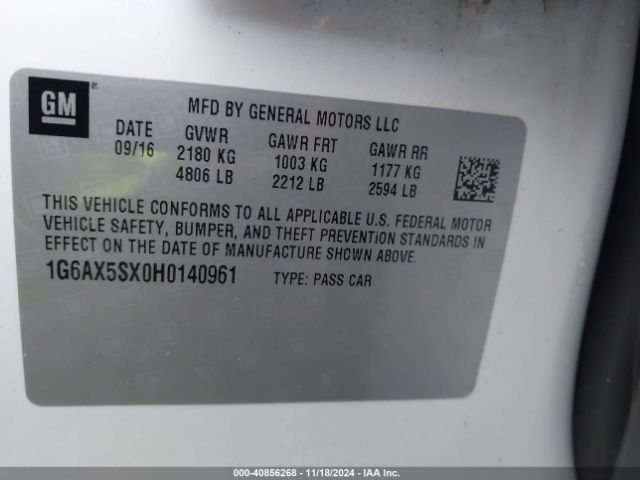 GM ®
MFD BY GENERAL MOTORS LLC
DATE GVWR GAWR FRT GAWR RR
09/16 2180 KG 1003 KG 1177 KG
4806 LB 2212 LB 2594 LB
THIS VEHICLE CONFORMS TO ALL APPLICABLE U.S. FEDERAL MOTOR
VEHICLE SAFETY, BUMPER, AND THEFT PREVENTION STANDARDS IN
EFFECT ON THE DATE OF MANUFACTURE SHOWN ABOVE.
1G6AX5SX0H0140961 TYPE: PASS CAR
000-40856268 - 11/18/2024 - IAA Inc.